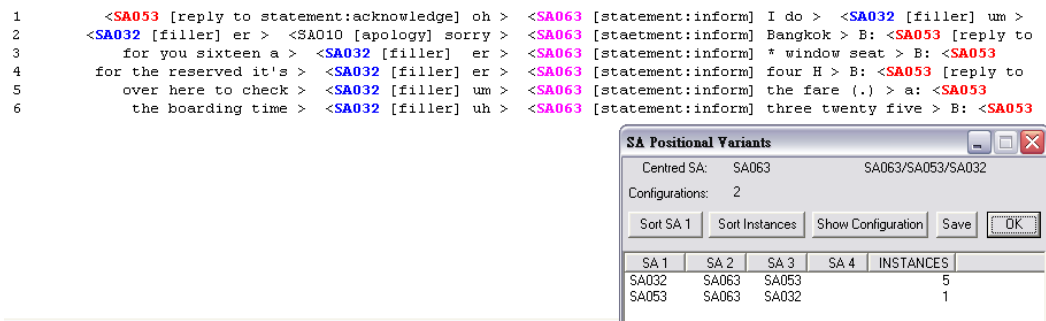 1 <SA053 [reply to statement:acknowledge] oh > <SA063 [statement:inform] I do > <SA032 [filler] um >
2 <SA032 [filler] er > <SA010 [apology] sorry > <SA063 [staetment:inform] Bangkok > B: <SA053 [reply to
3 for you sixteen a > <SA032 [filler] er > <SA063 [statement:inform] * window seat > B: <SA053
4 for the reserved it's > <SA032 [filler] er > <SA063 [statement:inform] four H > B: <SA053 [reply to
5 over here to check > <SA032 [filler] um > <SA063 [statement:inform] the fare (.) > a: <SA053
6 the boarding time > <SA032 [filler] uh > <SA063 [statement:inform] three twenty five > B: <SA053
SA Positional Variants
Centred SA: SA063 SA063/SA053/SA032
Configurations: 2
Sort SA 1 Sort Instances Show Configuration Save OK
SA 1 SA 2 SA 3 SA 4 INSTANCES
SA032 SA063 SA053 5
SA053 SA063 SA032 1